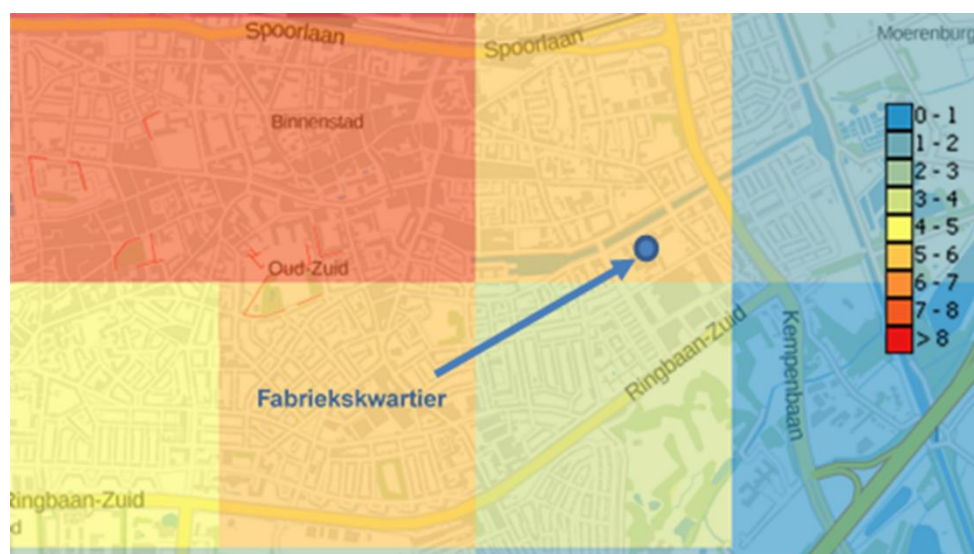 Spoorlaan
Spoorlaan
Moerenburg
Binnenstad
0 - 1
1 - 2
2 - 3
3 - 4
4 - 5
5 - 6
6 - 7
7 - 8
> 8
Oud-Zuid
Ringbaan-Zuid
Kempenbaan
Fabriekskwartier
Ringbaan-Zuid
d